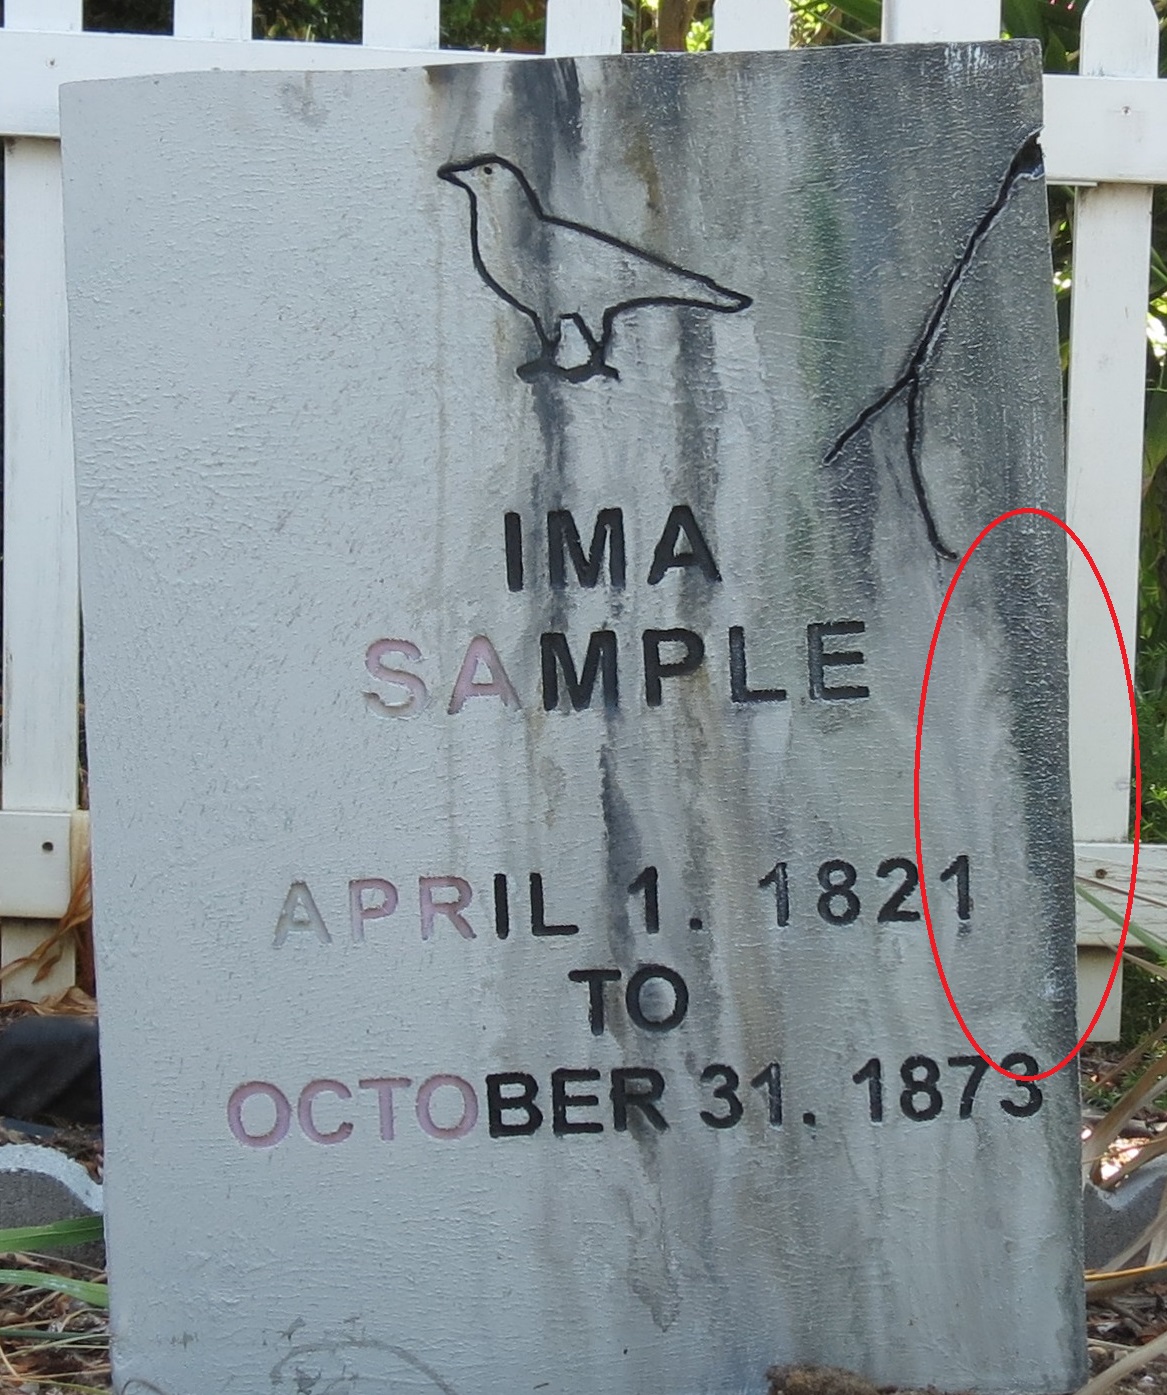 IMA
SAMPLE
APRIL 1. 1821
TO
OCTOBER 31. 1873